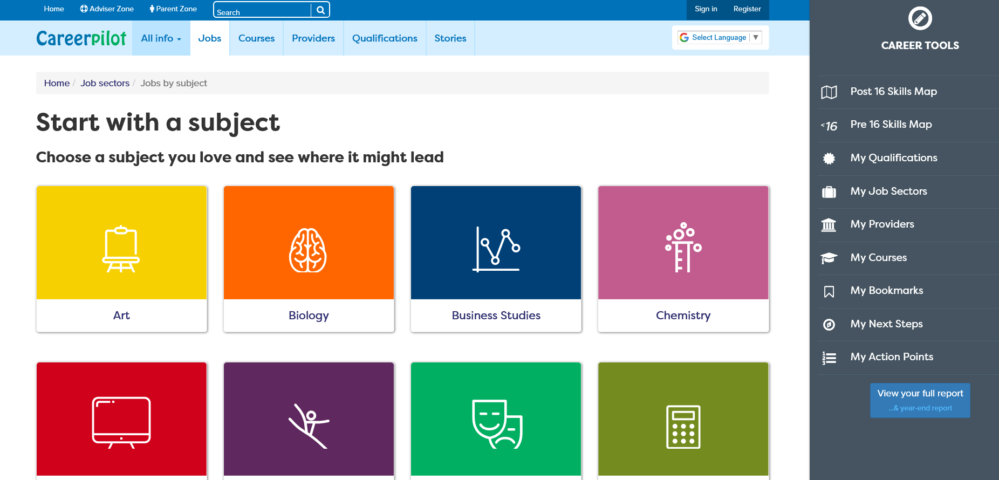 Home Adviser Zone Parent Zone Search Sign in Register
Careerpilot All info Jobs Courses Providers Qualifications Stories Select Language ▼
Home / Job sectors / Jobs by subject
Start with a subject
Choose a subject you love and see where it might lead
Art Biology Business Studies Chemistry
CAREER TOOLS
Post 16 Skills Map
<16 Pre 16 Skills Map
My Qualifications
My Job Sectors
My Providers
My Courses
My Bookmarks
My Next Steps
My Action Points
View your full report
...& year-end report